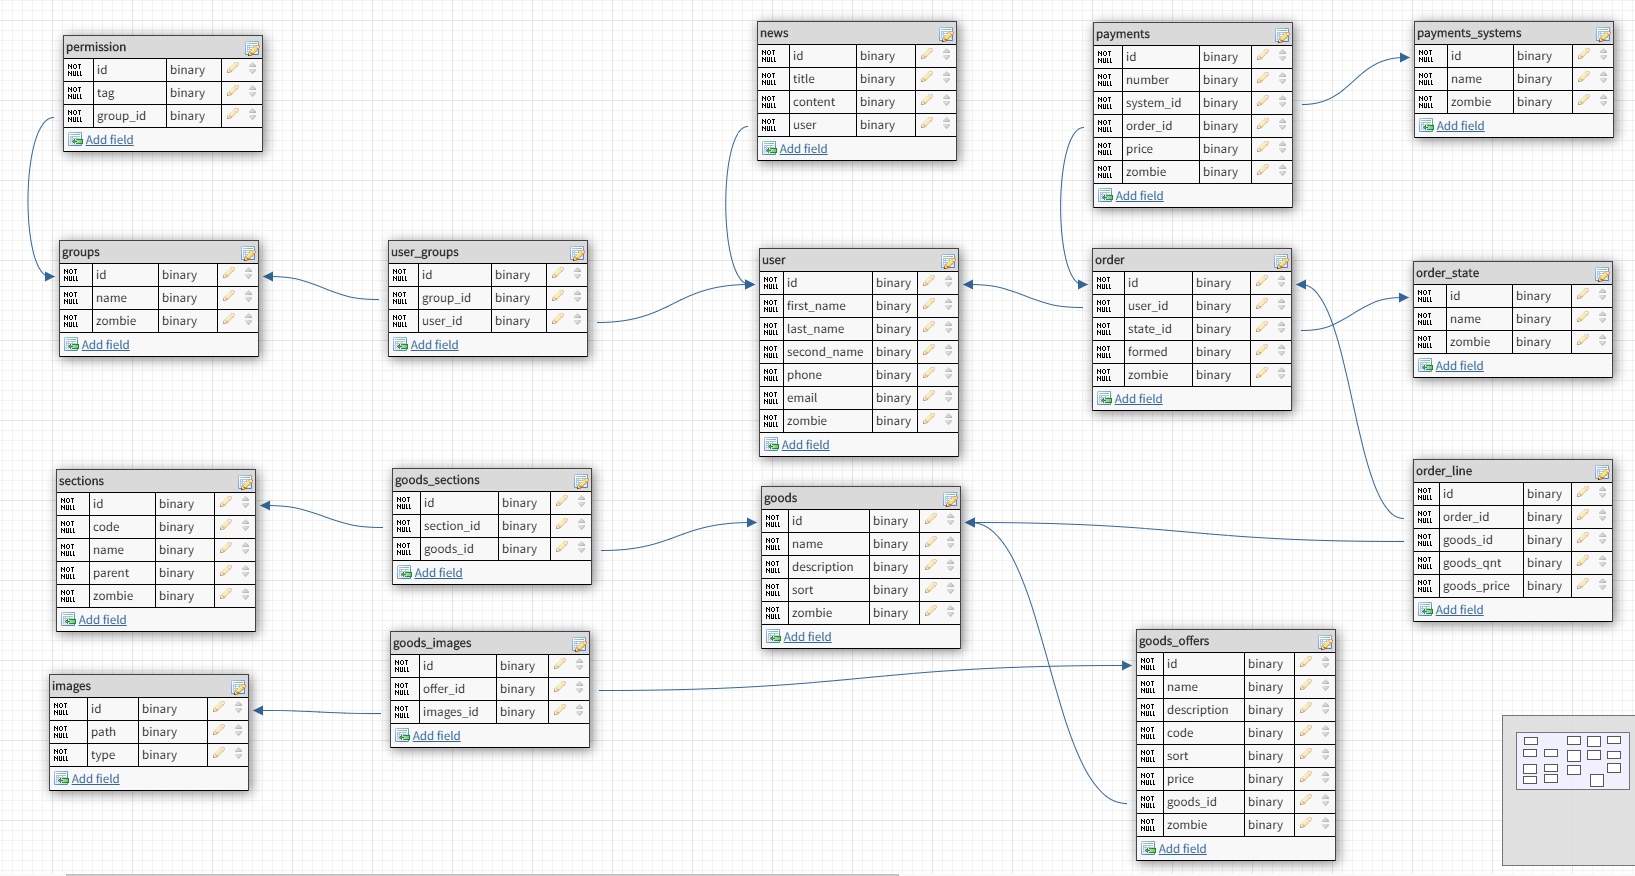 permission
NOT NULL id binary
NOT NULL tag binary
NOT NULL group_id binary
Add field
news
NOT NULL id binary
NOT NULL title binary
NOT NULL content binary
NOT NULL user binary
Add field
payments
NOT NULL id binary
NOT NULL number binary
NOT NULL system_id binary
NOT NULL order_id binary
NOT NULL price binary
NOT NULL zombie binary
Add field
payments_systems
NOT NULL id binary
NOT NULL name binary
NOT NULL zombie binary
Add field
groups
NOT NULL id binary
NOT NULL name binary
NOT NULL zombie binary
Add field
user_groups
NOT NULL id binary
NOT NULL group_id binary
NOT NULL user_id binary
Add field
user
NOT NULL id binary
NOT NULL first_name binary
NOT NULL last_name binary
NOT NULL second_name binary
NOT NULL phone binary
NOT NULL email binary
NOT NULL zombie binary
Add field
order
NOT NULL id binary
NOT NULL user_id binary
NOT NULL state_id binary
NOT NULL formed binary
NOT NULL zombie binary
Add field
order_state
NOT NULL id binary
NOT NULL name binary
NOT NULL zombie binary
Add field
sections
NOT NULL id binary
NOT NULL code binary
NOT NULL name binary
NOT NULL parent binary
NOT NULL zombie binary
Add field
goods_sections
NOT NULL id binary
NOT NULL section_id binary
NOT NULL goods_id binary
Add field
goods
NOT NULL id binary
NOT NULL name binary
NOT NULL description binary
NOT NULL sort binary
NOT NULL zombie binary
Add field
order_line
NOT NULL id binary
NOT NULL order_id binary
NOT NULL goods_id binary
NOT NULL goods_qnt binary
NOT NULL goods_price binary
Add field
images
NOT NULL id binary
NOT NULL path binary
NOT NULL type binary
Add field
goods_images
NOT NULL id binary
NOT NULL offer_id binary
NOT NULL images_id binary
Add field
goods_offers
NOT NULL id binary
NOT NULL name binary
NOT NULL description binary
NOT NULL code binary
NOT NULL sort binary
NOT NULL price binary
NOT NULL goods_id binary
NOT NULL zombie binary
Add field